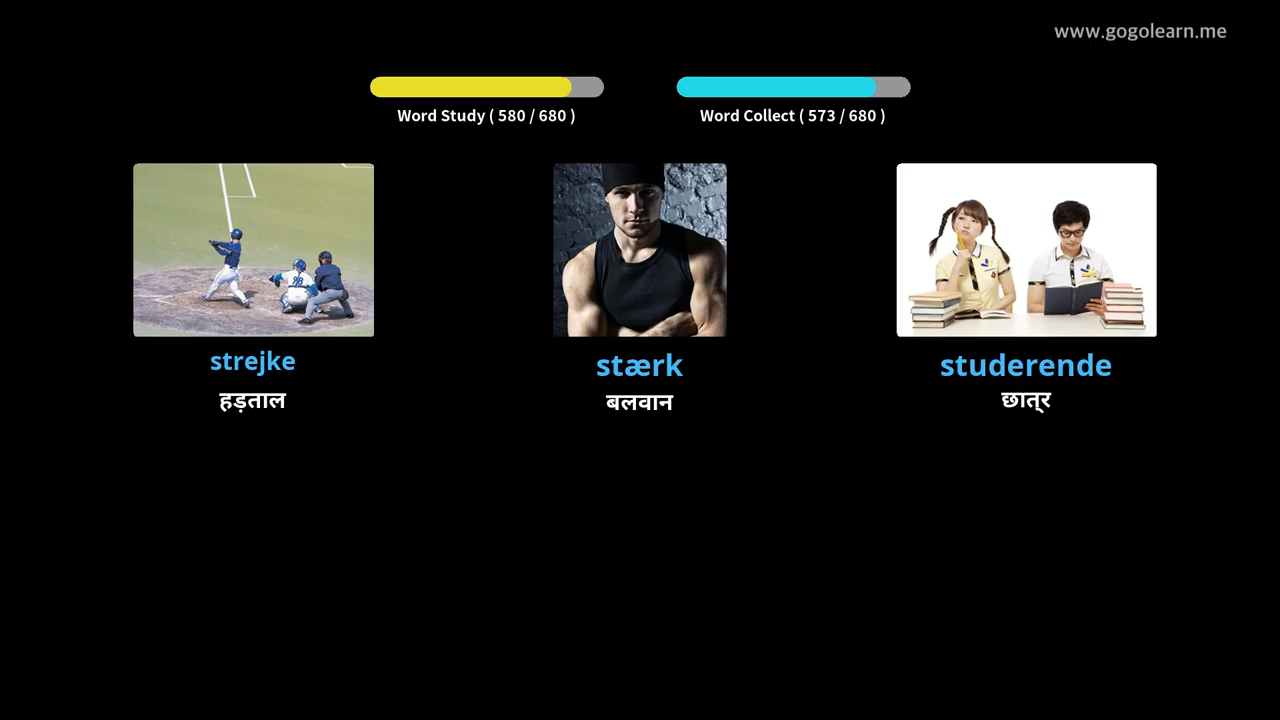 www.gogolearn.me
Word Study ( 580 / 680 )
Word Collect ( 573 / 680 )
strejke
stærk
studerende
हड़ताल
बलवान
छात्र